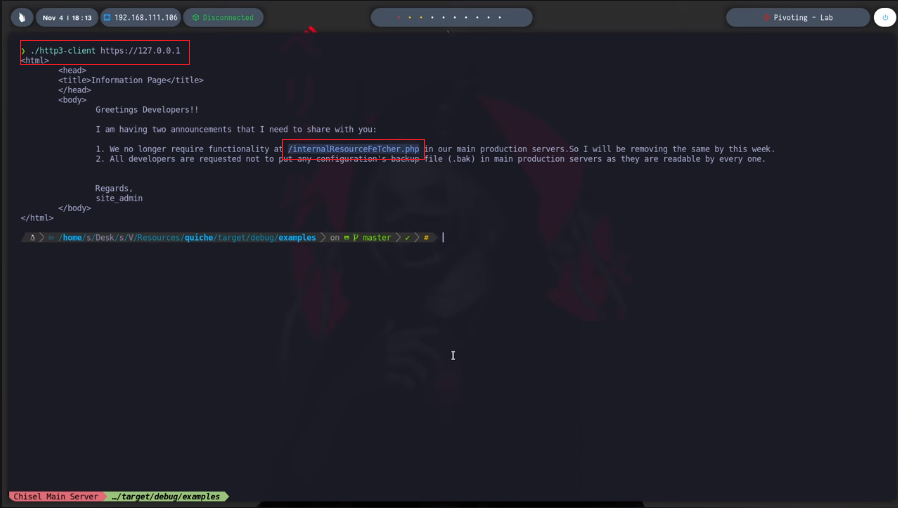 Nov 4 | 18:13 192.168.111.106 Disconnected Pivoting - Lab
❯ ./http3-client https://127.0.0.1
<html>
<head>
<title>Information Page</title>
</head>
<body>
Greetings Developers!!
I am having two announcements that I need to share with you:
1. We no longer require functionality at /internalResourceFeTcher.php in our main production servers.So I will be removing the same by this week.
2. All developers are requested not to put any configuration's backup file (.bak) in main production servers as they are readable by every one.
Regards,
site_admin
</body>
</html>
/home/s/Desk/s/V/Resources/quiche/target/debug/examples on master ✓ #
Chisel Main Server …/target/debug/examples